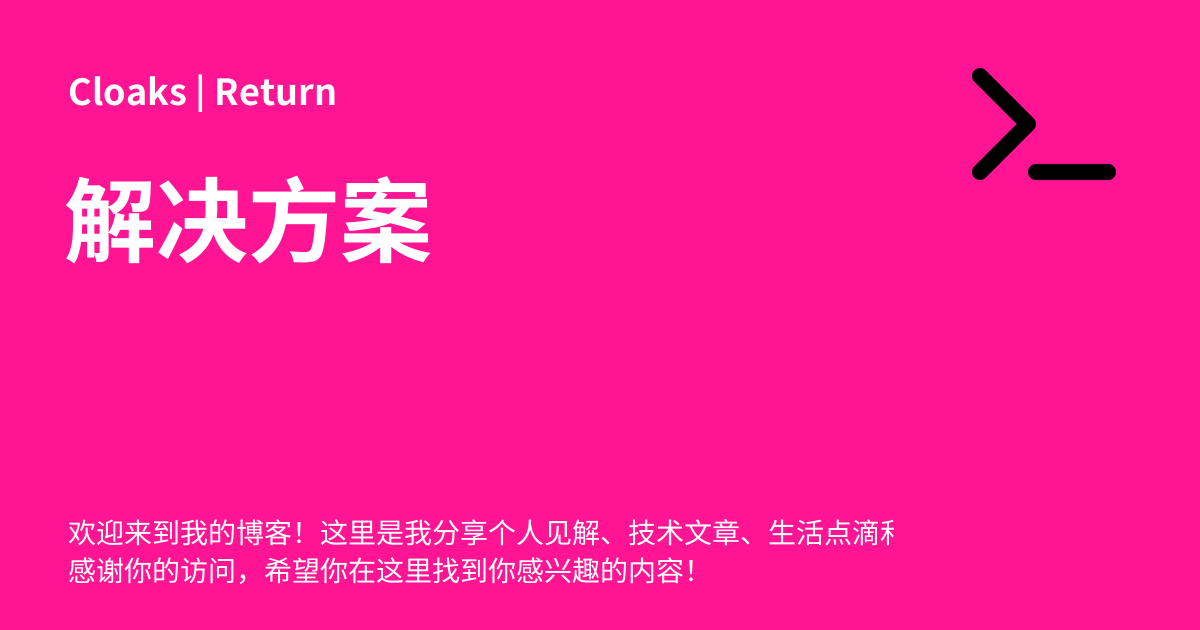 Cloaks | Return
解决方案
欢迎来到我的博客！这里是我分享个人见解、技术文章、生活点滴
感谢你的访问，希望你在这里找到你感兴趣的内容！